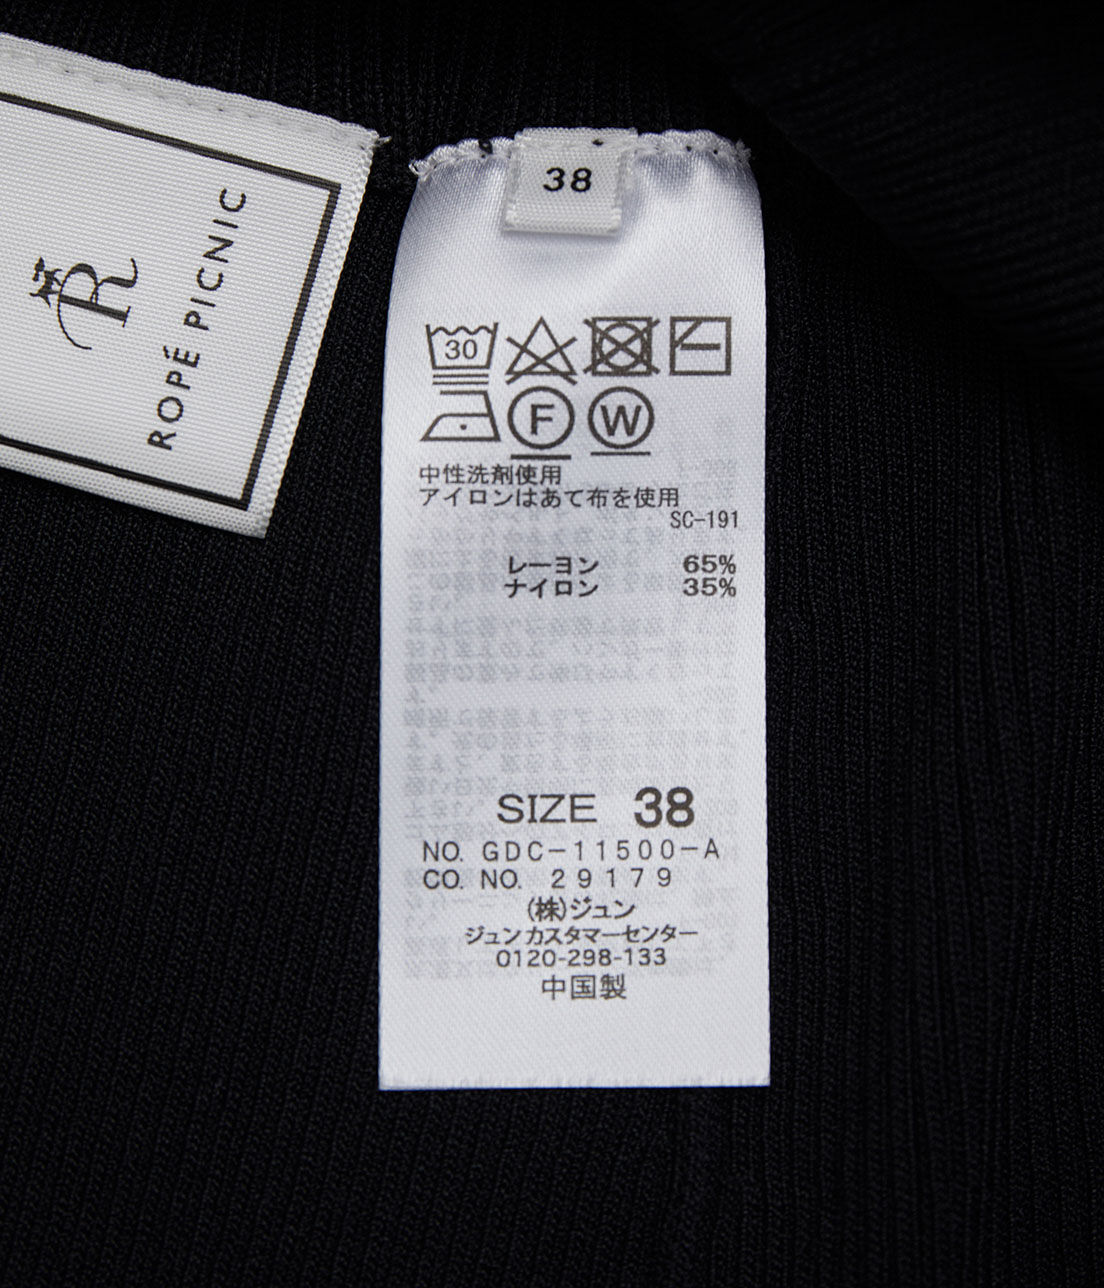 R
ROPÉ PICNIC
38
30
F W
中性洗剤使用
アイロンはあて布を使用
SC-191
レーヨン 65%
ナイロン 35%
SIZE 38
NO. GDC-11500-A
CO. NO. 29179
(株)ジュン
ジュン カスタマーセンター
0120-298-133
中国製